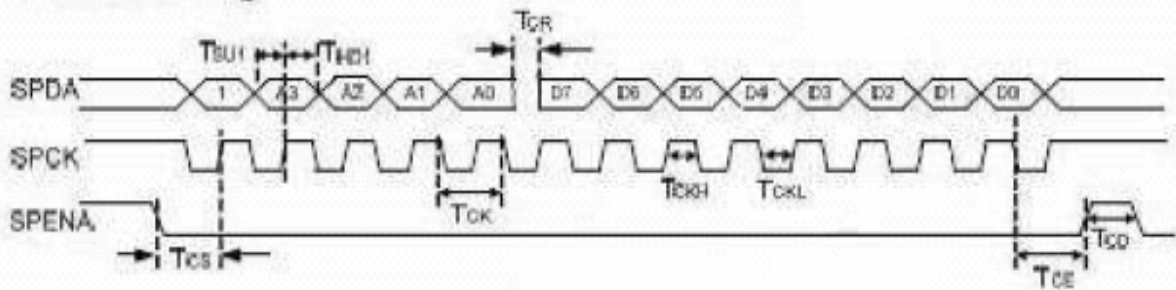 TCR
TSU1 THD1
SPDA 1 A3 A2 A1 A0 D7 D6 D5 D4 D3 D2 D1 D0
SPCK
TCK TCKH TCKL
SPENA
TCS TCE TCD